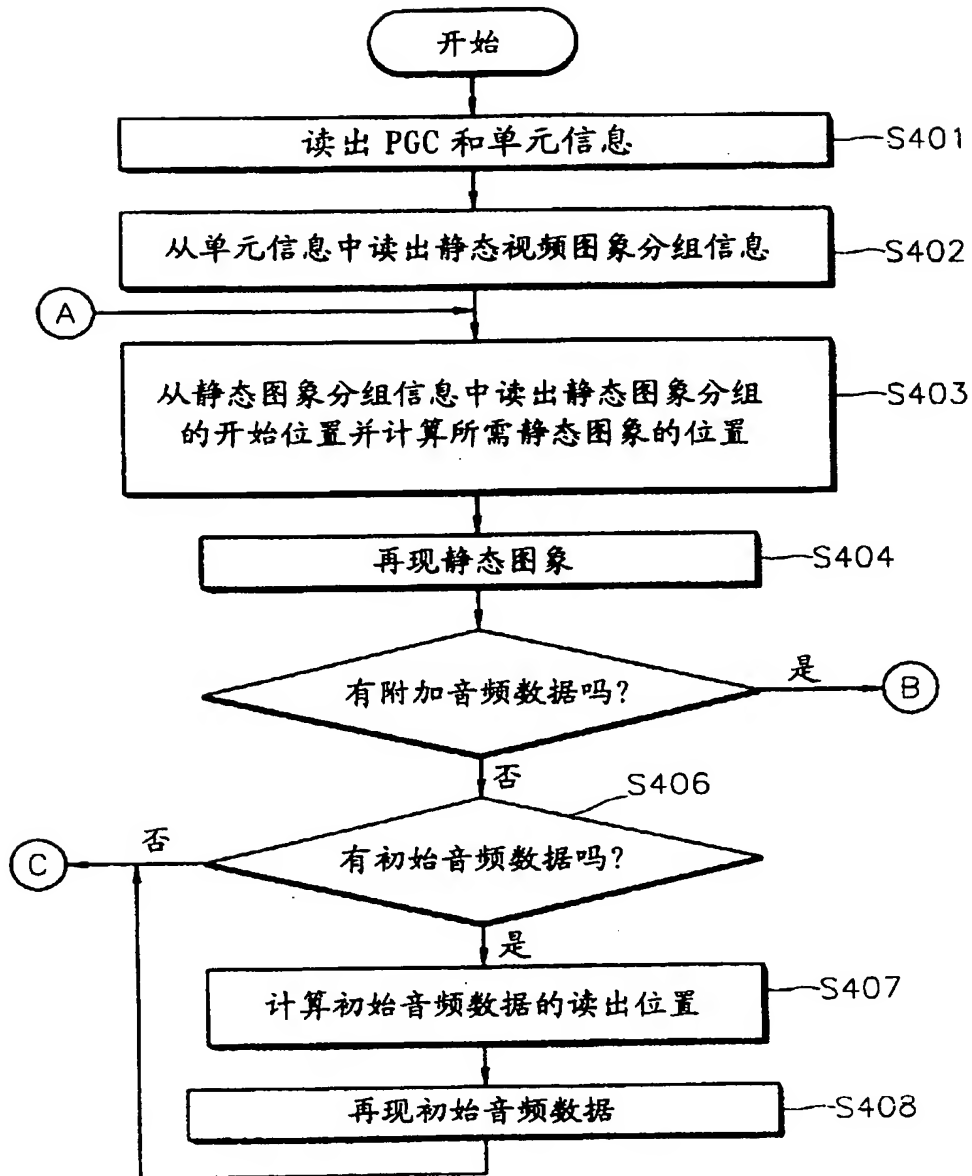 开始
读出 PGC 和单元信息
S401
从单元信息中读出静态视频图象分组信息
S402
A
从静态图象分组信息中读出静态图象分组
的开始位置并计算所需静态图象的位置
S403
再现静态图象
S404
有附加音频数据吗?
是
B
否
S406
有初始音频数据吗?
否
C
是
计算初始音频数据的读出位置
S407
再现初始音频数据
S408